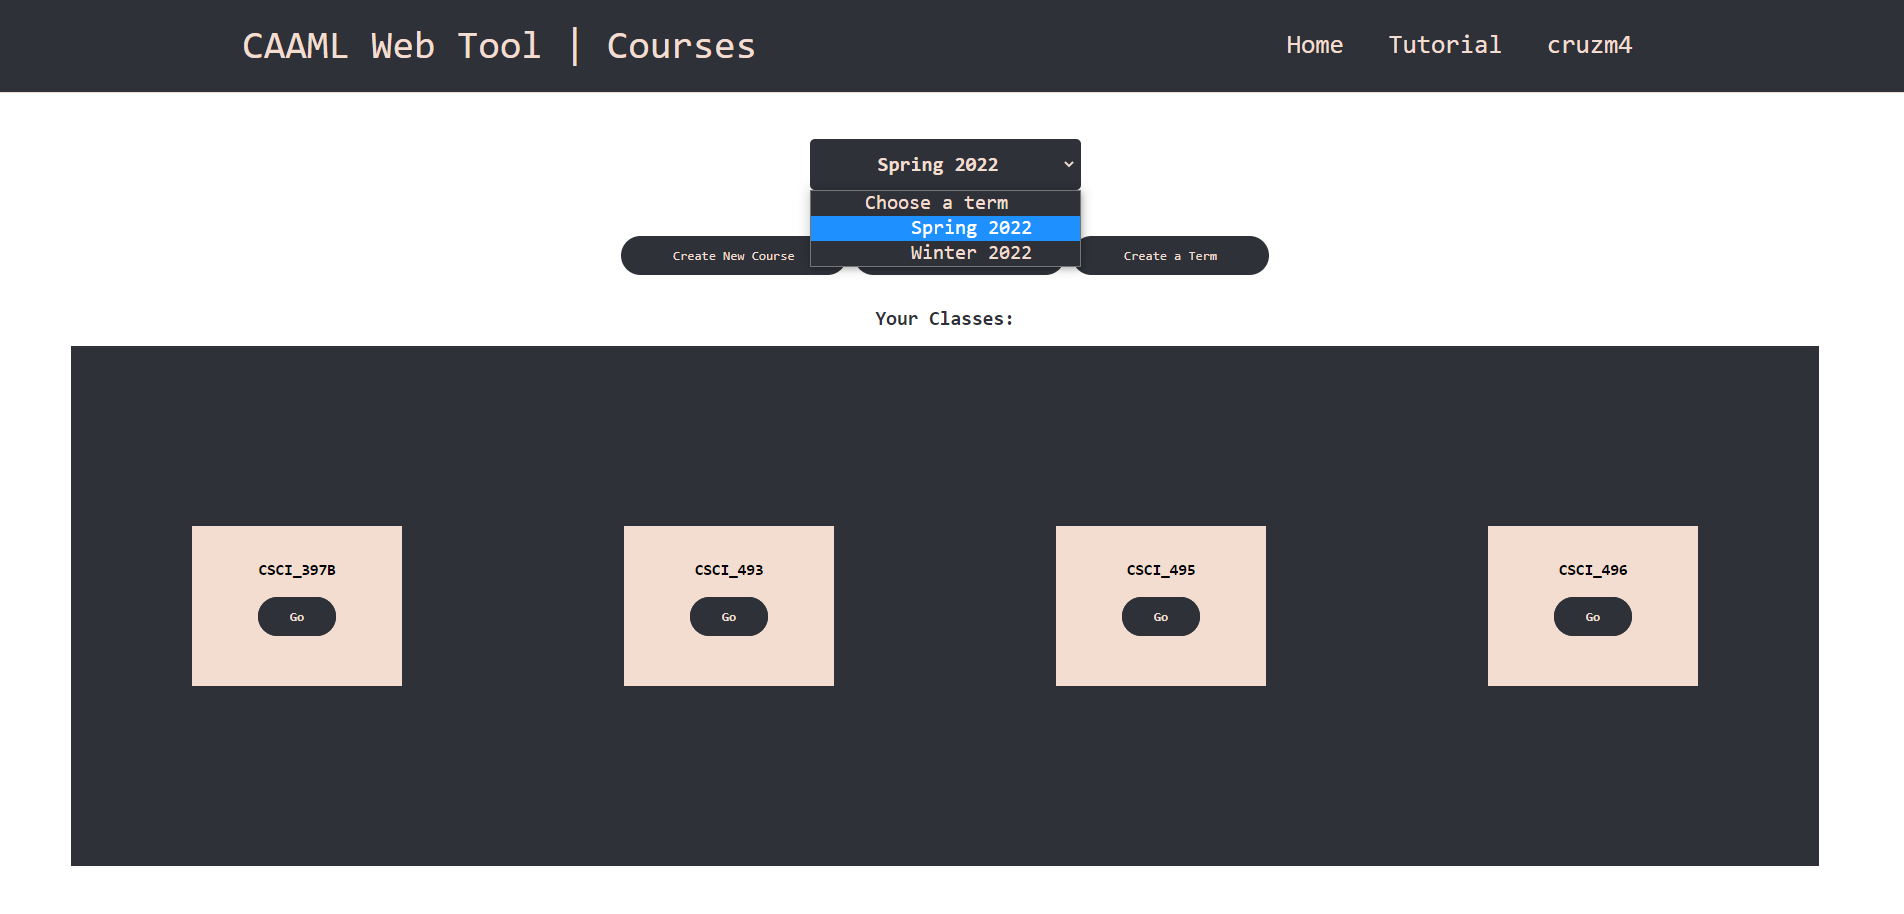 CAAML Web Tool | Courses
Home Tutorial cruzm4
Spring 2022
Choose a term
Spring 2022
Winter 2022
Create New Course
Create a Term
Your Classes:
CSCI_397B
CSCI_493
CSCI_495
CSCI_496
Go
Go
Go
Go